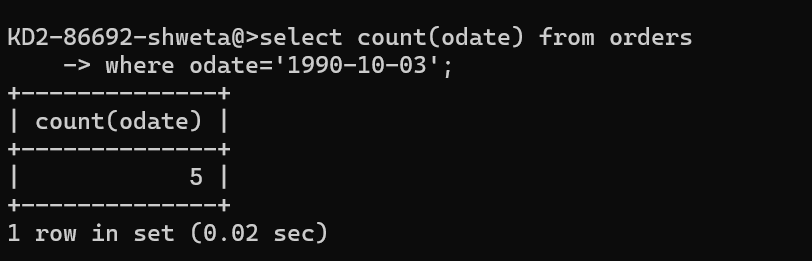 KD2-86692-shweta@>select count(odate) from orders
    -> where odate='1990-10-03';
+--------------+
| count(odate) |
+--------------+
|            5 |
+--------------+
1 row in set (0.02 sec)